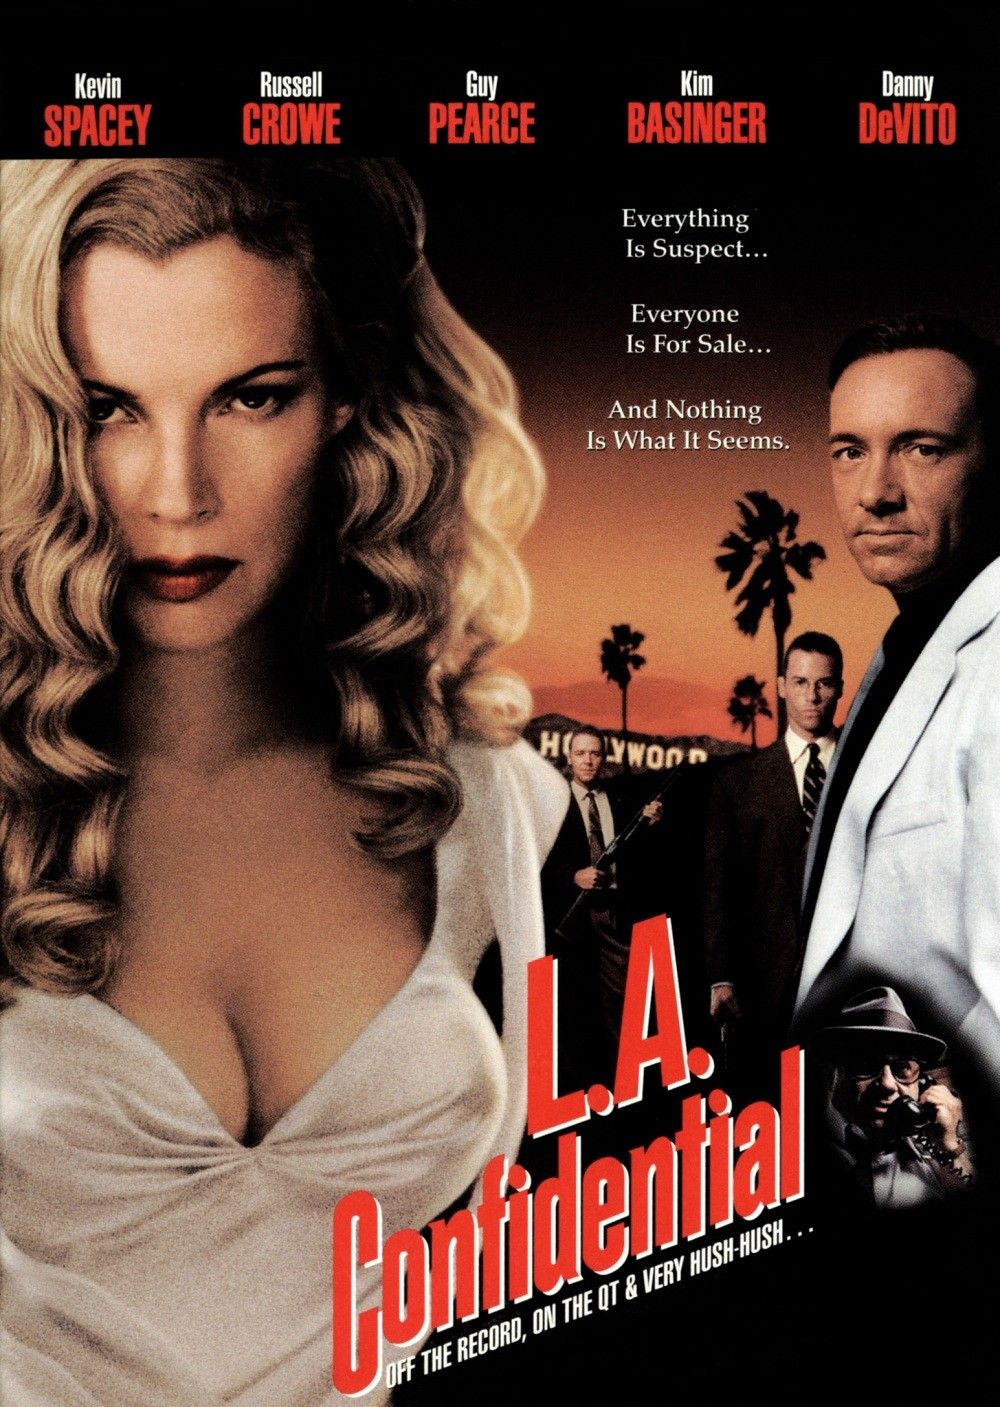 Kevin
SPACEY
Russell
CROWE
Guy
PEARCE
Kim
BASINGER
Danny
DeVITO
Everything
Is Suspect...
Everyone
Is For Sale...
And Nothing
Is What It Seems.
HOLLYWOOD
L.A.
Confidential
OFF THE RECORD, ON THE QT & VERY HUSH-HUSH...